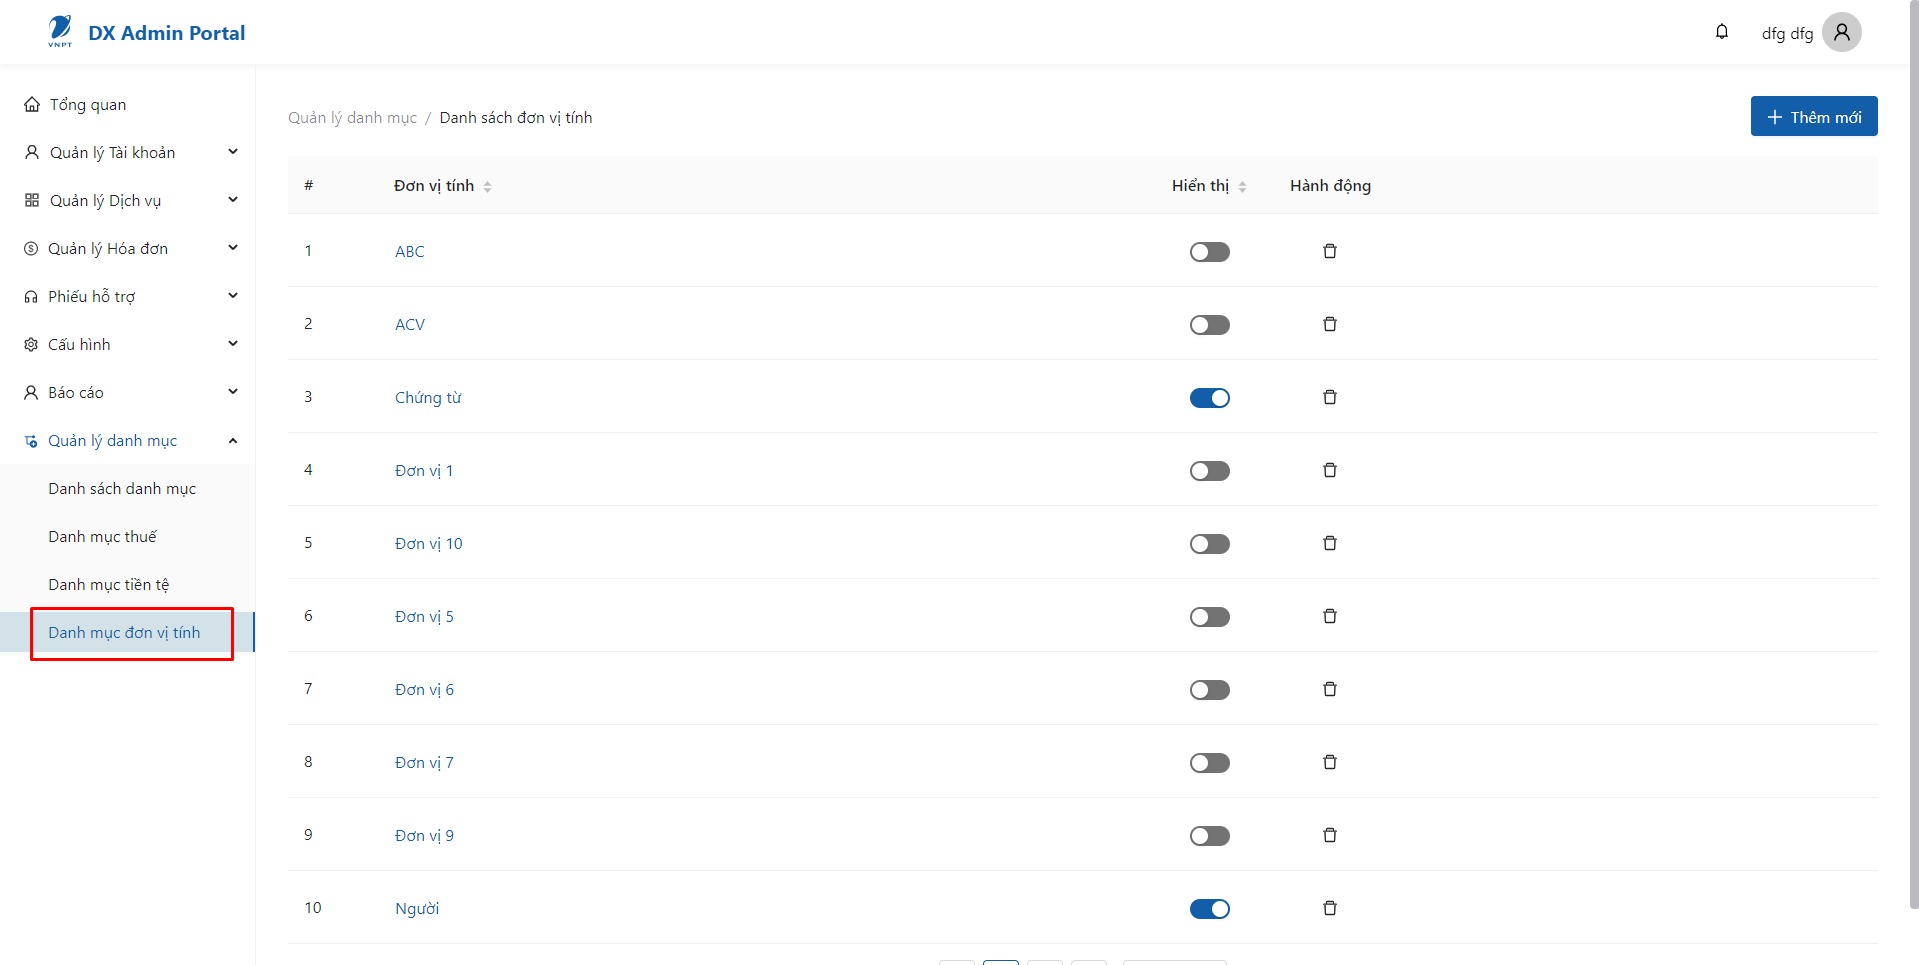 VNPT
DX Admin Portal
dfg dfg
Tổng quan
Quản lý Tài khoản
Quản lý Dịch vụ
Quản lý Hóa đơn
Phiếu hỗ trợ
Cấu hình
Báo cáo
Quản lý danh mục
Danh sách danh mục
Danh mục thuế
Danh mục tiền tệ
Danh mục đơn vị tính
Quản lý danh mục / Danh sách đơn vị tính
+ Thêm mới
# Đơn vị tính Hiển thị Hành động
1 ABC
2 ACV
3 Chứng từ
4 Đơn vị 1
5 Đơn vị 10
6 Đơn vị 5
7 Đơn vị 6
8 Đơn vị 7
9 Đơn vị 9
10 Người